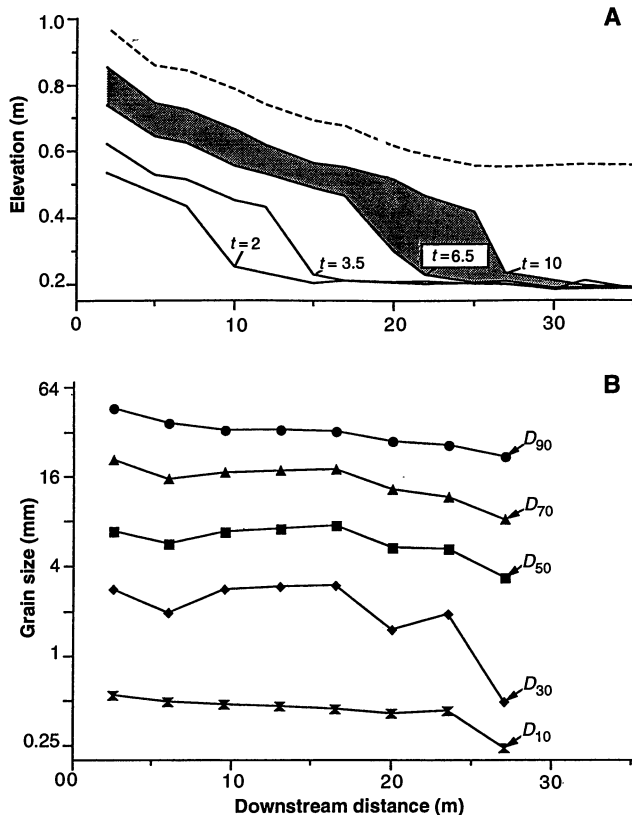 A
1.0
0.8
0.6
0.4
0.2
Elevation (m)
t = 2
t = 3.5
t = 6.5
t = 10
0
10
20
30
B
64
16
4
1
0.25
Grain size (mm)
D90
D70
D50
D30
D10
00
10
20
30
Downstream distance (m)